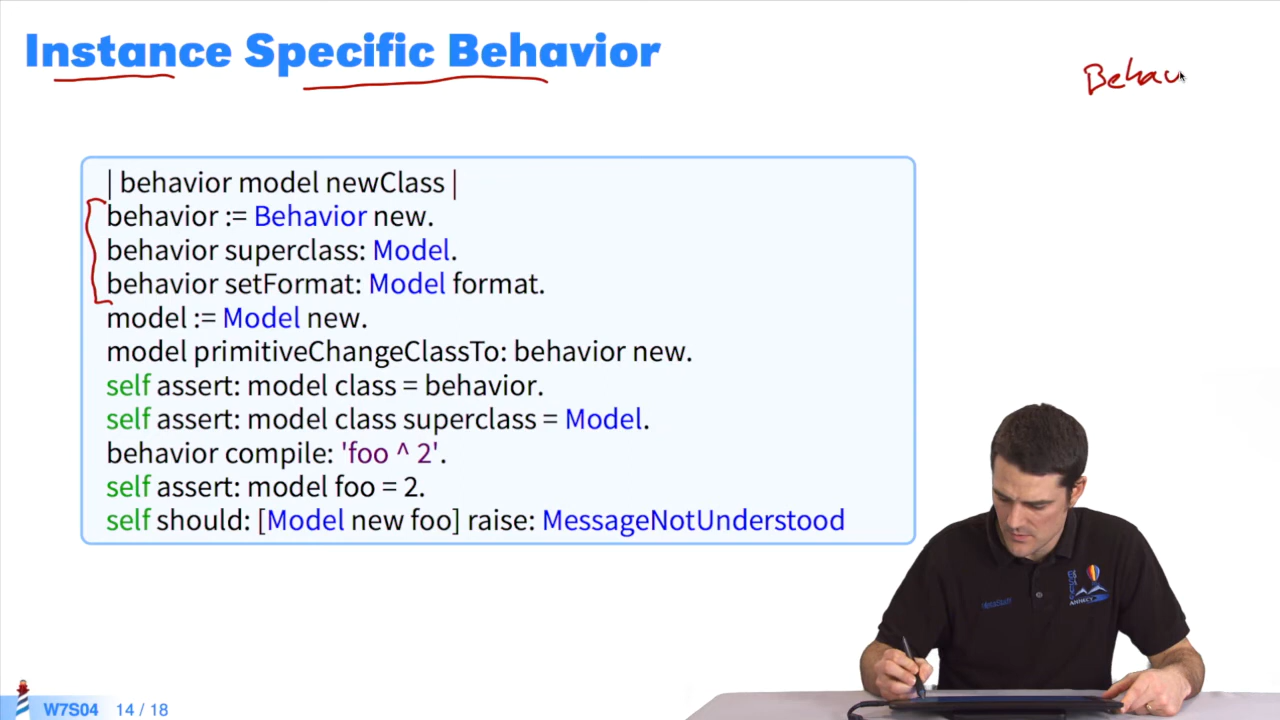 Instance Specific Behavior
Behav
| behavior model newClass |
behavior := Behavior new.
behavior superclass: Model.
behavior setFormat: Model format.
model := Model new.
model primitiveChangeClassTo: behavior new.
self assert: model class = behavior.
self assert: model class superclass = Model.
behavior compile: 'foo ^ 2'.
self assert: model foo = 2.
self should: [Model new foo] raise: MessageNotUnderstood
W7S04 14 / 18